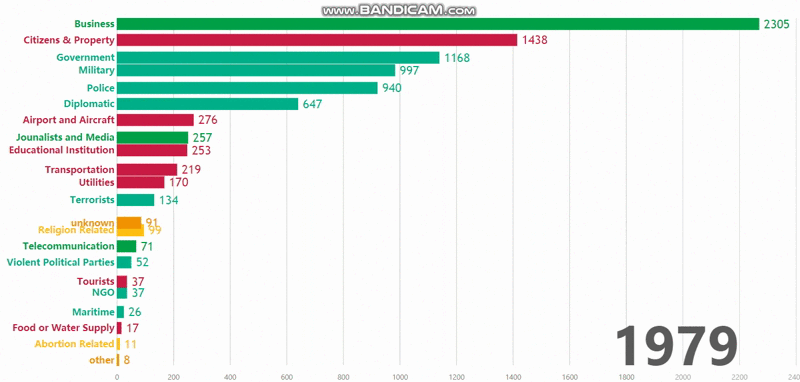 www.BANDICAM.com
Business 2305
Citizens & Property 1438
Government 1168
Military 997
Police 940
Diplomatic 647
Airport and Aircraft 276
Jounalists and Media 257
Educational Institution 253
Transportation 219
Utilities 170
Terrorists 134
unknown 91
Religion Related 99
Telecommunication 71
Violent Political Parties 52
Tourists 37
NGO 37
Maritime 26
Food or Water Supply 17
Abortion Related 11
other 8
1979
0 200 400 600 800 1000 1200 1400 1600 1800 2000 2200 240